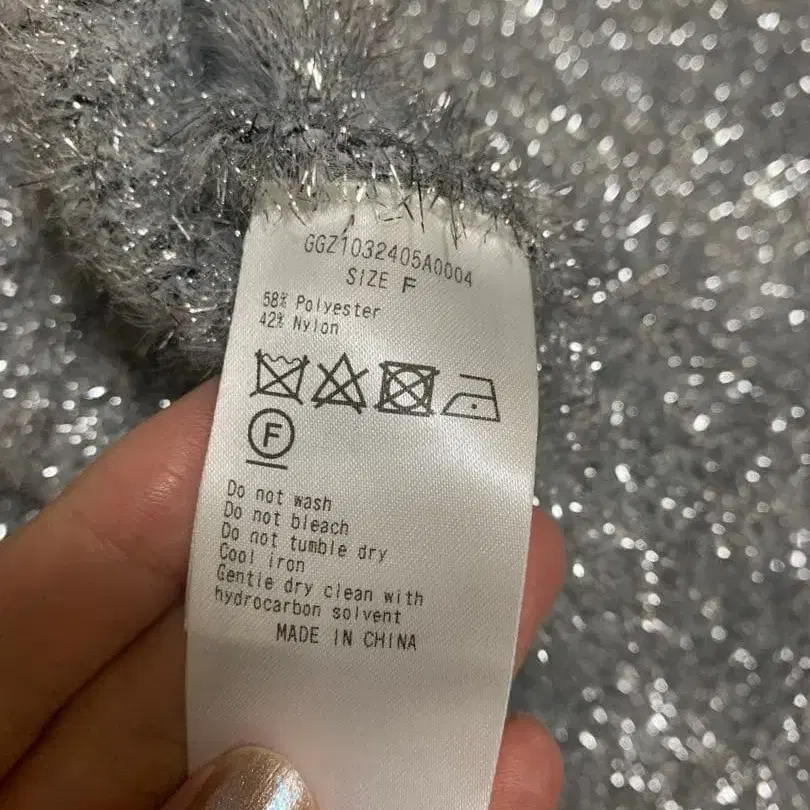 GGZ1032405A0004
SIZE F
58% Polyester
42% Nylon
F
Do not wash
Do not bleach
Do not tumble dry
Cool iron
Gentle dry clean with
hydrocarbon solvent
MADE IN CHINA